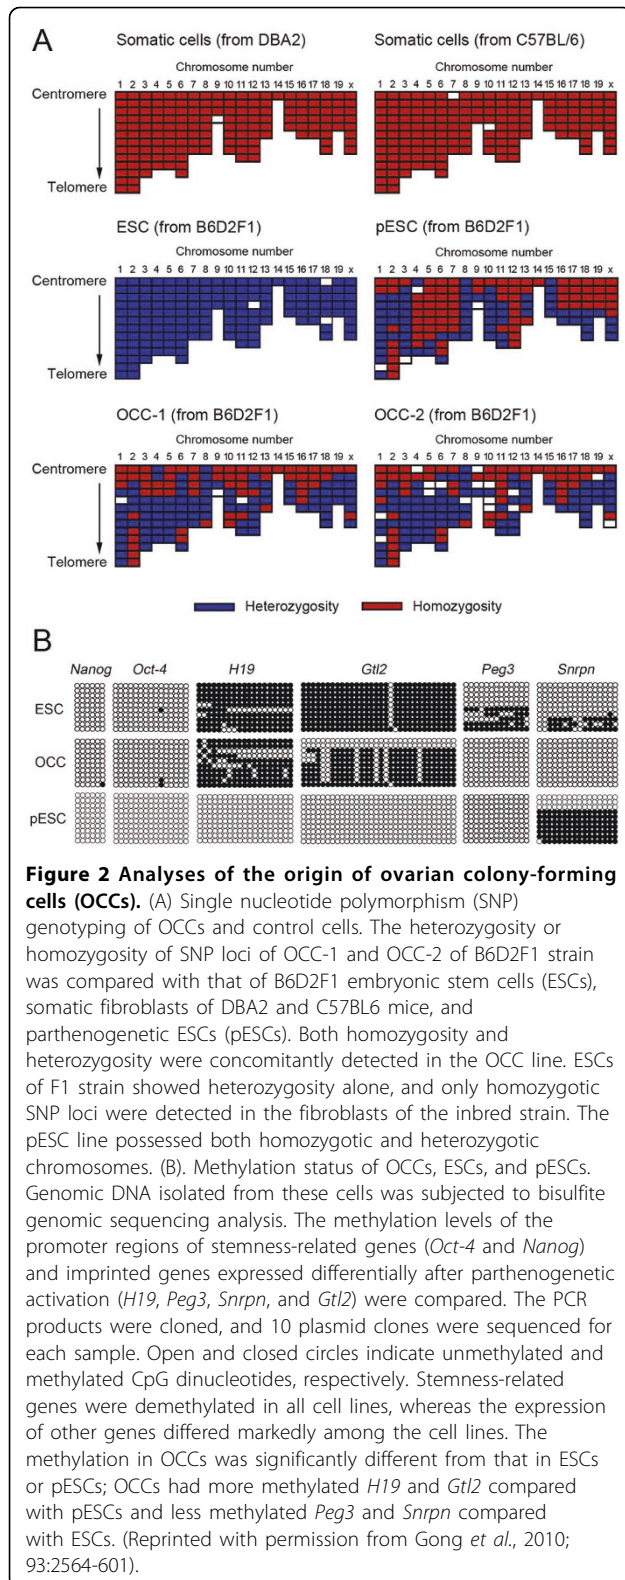 A
Somatic cells (from DBA2)
Somatic cells (from C57BL/6)
Chromosome number
Chromosome number
1 2 3 4 5 6 7 8 9 10 11 12 13 14 15 16 17 18 19 x
1 2 3 4 5 6 7 8 9 10 11 12 13 14 15 16 17 18 19 x
Centromere
Telomere
ESC (from B6D2F1)
pESC (from B6D2F1)
Chromosome number
Chromosome number
1 2 3 4 5 6 7 8 9 10 11 12 13 14 15 16 17 18 19 x
1 2 3 4 5 6 7 8 9 10 11 12 13 14 15 16 17 18 19 x
Centromere
Telomere
OCC-1 (from B6D2F1)
OCC-2 (from B6D2F1)
Chromosome number
Chromosome number
1 2 3 4 5 6 7 8 9 10 11 12 13 14 15 16 17 18 19 x
1 2 3 4 5 6 7 8 9 10 11 12 13 14 15 16 17 18 19 x
Centromere
Telomere
Heterozygosity
Homozygosity
B
Nanog Oct-4 H19 Gtl2 Peg3 Snrpn
ESC
OCC
pESC
Figure 2 Analyses of the origin of ovarian colony-forming
cells (OCCs). (A) Single nucleotide polymorphism (SNP)
genotyping of OCCs and control cells. The heterozygosity or
homozygosity of SNP loci of OCC-1 and OCC-2 of B6D2F1 strain
was compared with that of B6D2F1 embryonic stem cells (ESCs),
somatic fibroblasts of DBA2 and C57BL6 mice, and
parthenogenetic ESCs (pESCs). Both homozygosity and
heterozygosity were concomitantly detected in the OCC line. ESCs
of F1 strain showed heterozygosity alone, and only homozygotic
SNP loci were detected in the fibroblasts of the inbred strain. The
pESC line possessed both homozygotic and heterozygotic
chromosomes. (B). Methylation status of OCCs, ESCs, and pESCs.
Genomic DNA isolated from these cells was subjected to bisulfite
genomic sequencing analysis. The methylation levels of the
promoter regions of stemness-related genes (Oct-4 and Nanog)
and imprinted genes expressed differentially after parthenogenetic
activation (H19, Peg3, Snrpn, and Gtl2) were compared. The PCR
products were cloned, and 10 plasmid clones were sequenced for
each sample. Open and closed circles indicate unmethylated and
methylated CpG dinucleotides, respectively. Stemness-related
genes were demethylated in all cell lines, whereas the expression
of other genes differed markedly among the cell lines. The
methylation in OCCs was significantly different from that in ESCs
or pESCs; OCCs had more methylated H19 and Gtl2 compared
with pESCs and less methylated Peg3 and Snrpn compared
with ESCs. (Reprinted with permission from Gong et al., 2010;
93:2564-601).